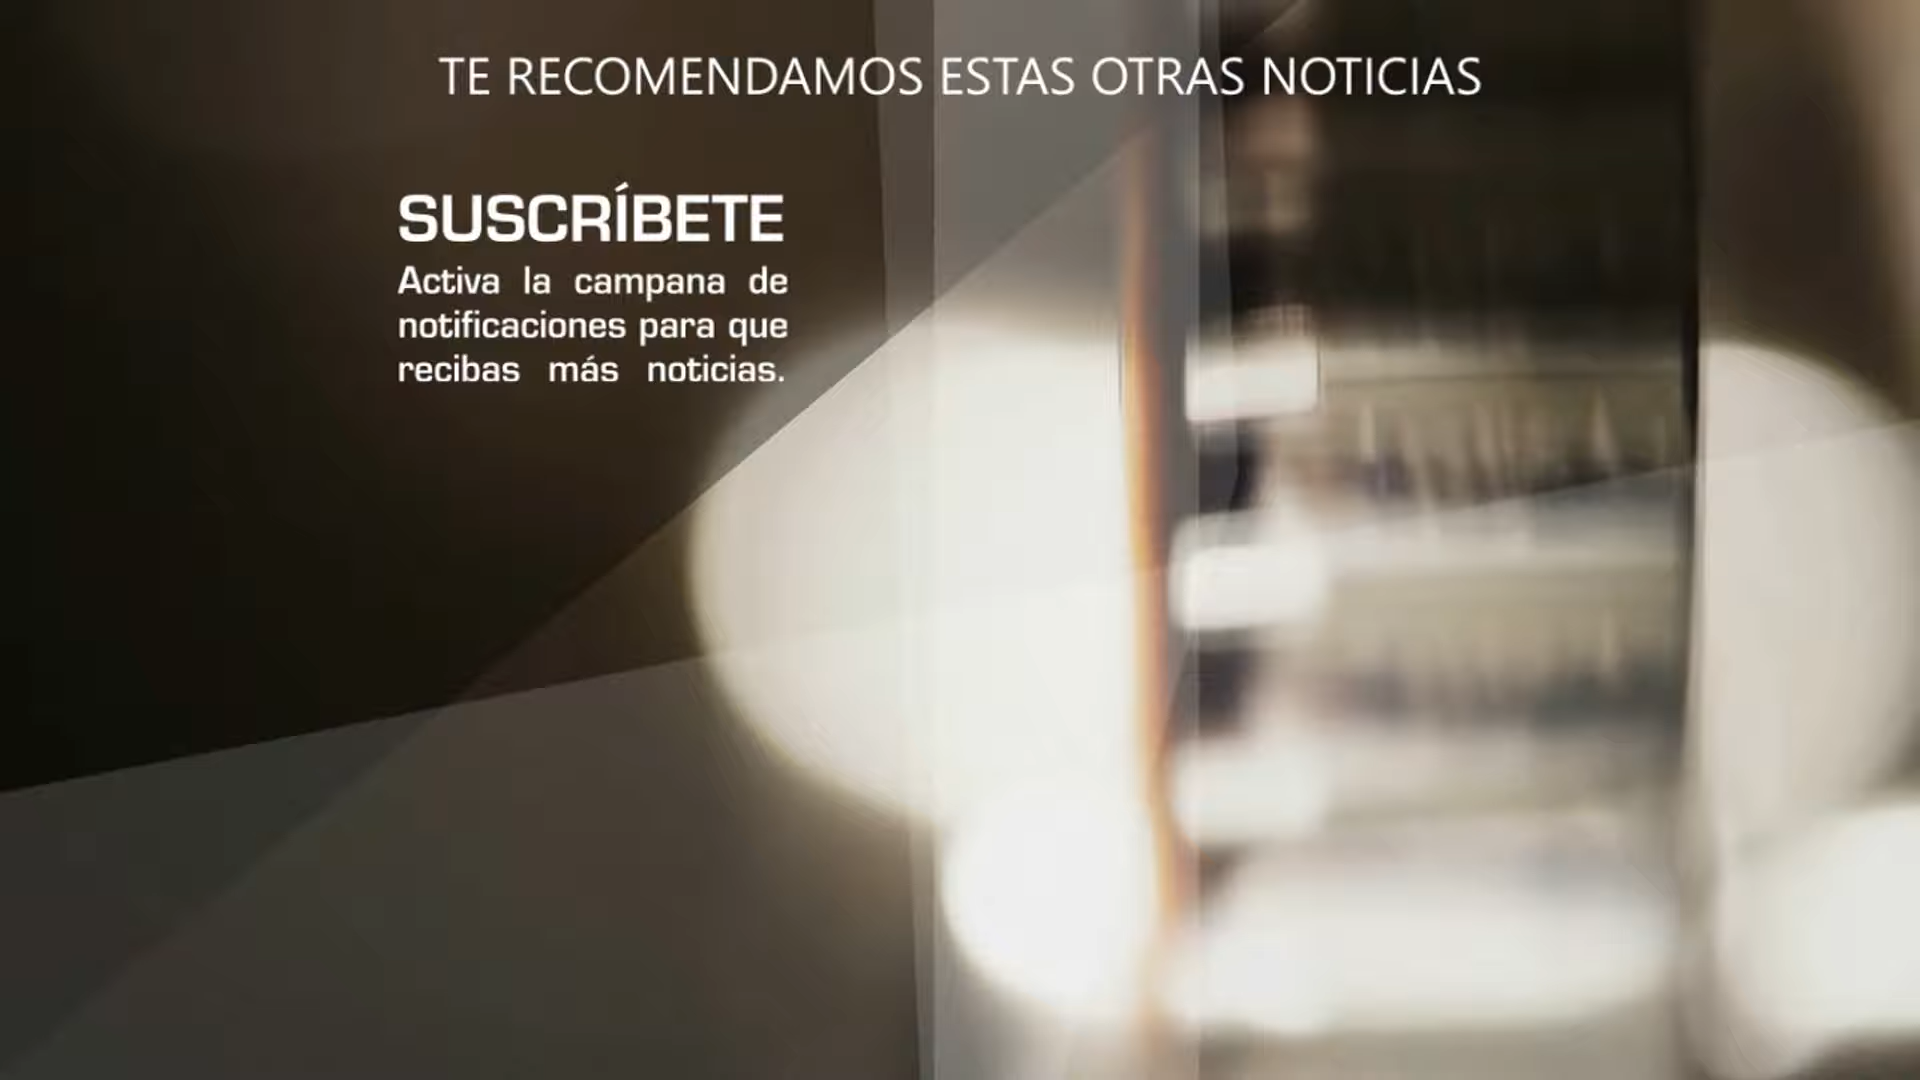 TE RECOMENDAMOS ESTAS OTRAS NOTICIAS
SUSCRÍBETE
Activa la campana de
notificaciones para que
recibas más noticias.